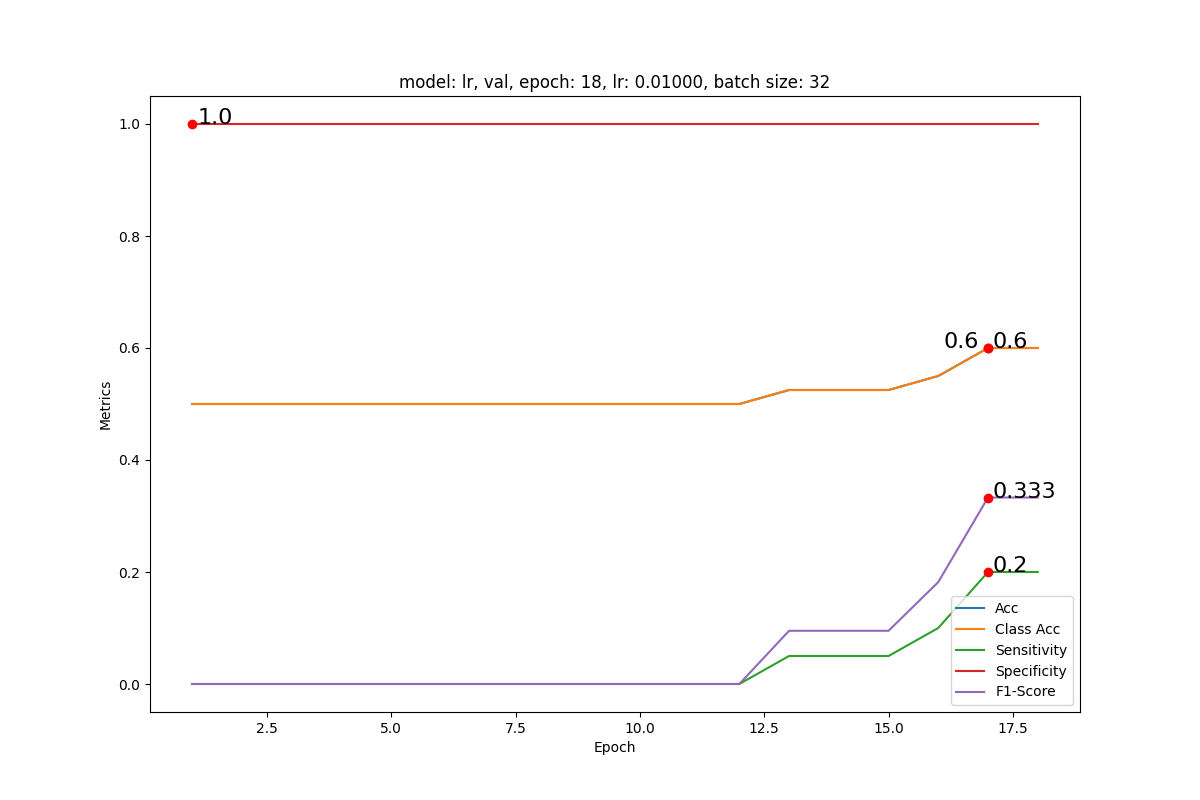 model: lr, val, epoch: 18, lr: 0.01000, batch size: 32
1.0
1.0
0.8
0.6 0.6
0.6
Metrics
0.4
0.333
0.2
0.2
Acc
Class Acc
Sensitivity
Specificity
F1-Score
0.0
2.5 5.0 7.5 10.0 12.5 15.0 17.5
Epoch